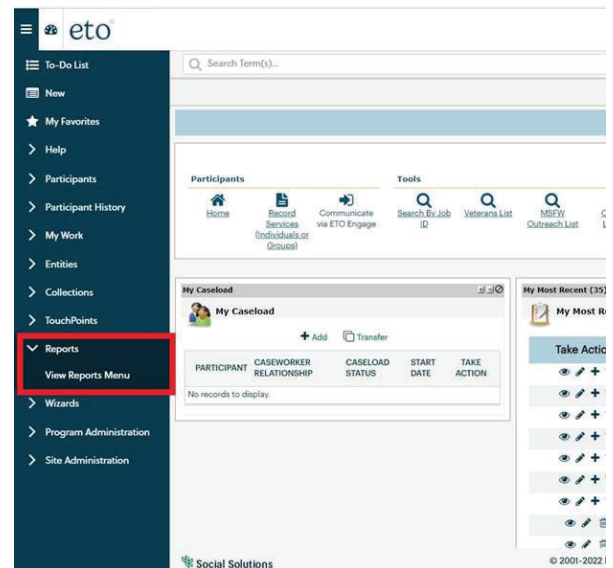 eto
To-Do List
Search Term(s)...
New
My Favorites
Help
Participants
Participant History
My Work
Entities
Collections
TouchPoints
Reports
View Reports Menu
Wizards
Program Administration
Site Administration
Participants
Tools
Home
Record
Services
(Individuals or
Groups)
Communicate
via ETO Engage
Search By Job
ID
Veterans List
MSFW
Outreach List
My Caseload
My Caseload
Add
Transfer
PARTICIPANT
CASEWORKER
RELATIONSHIP
CASELOAD
STATUS
START
DATE
TAKE
ACTION
No records to display.
My Most Recent (35)
My Most
Take
Social Solutions
© 2001-2022